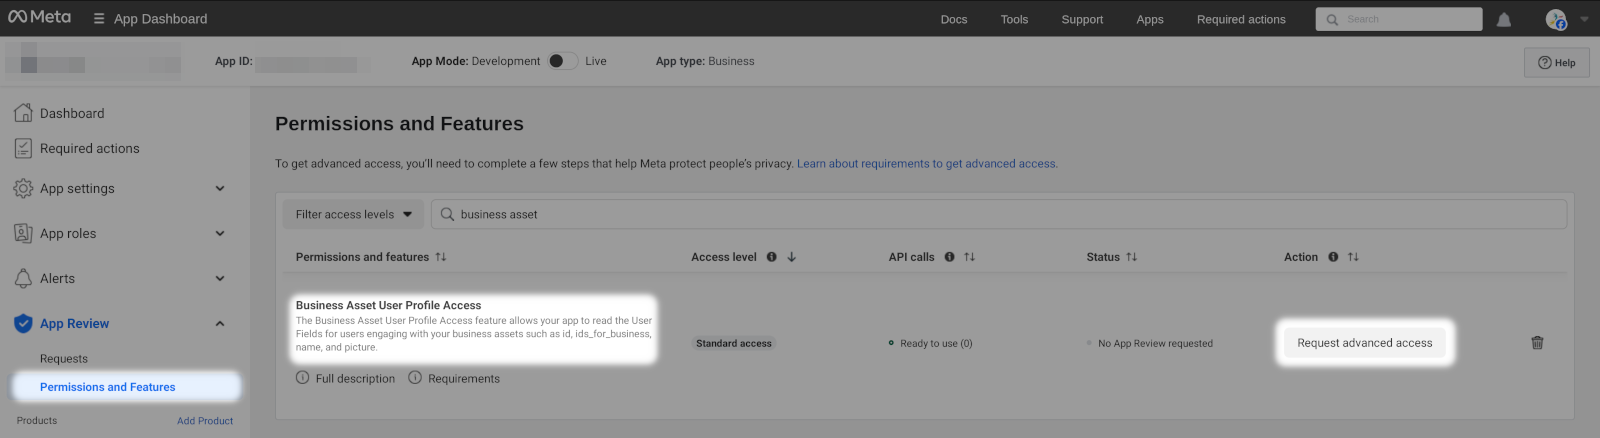 Meta
App Dashboard
Docs
Tools
Support
Apps
Required actions
Search
App ID:
App Mode: Development
Live
App type: Business
Help
Dashboard
Required actions
App settings
App roles
Alerts
App Review
Requests
Permissions and Features
Products
Add Product
Permissions and Features
To get advanced access, you'll need to complete a few steps that help Meta protect people's privacy. Learn about requirements to get advanced access.
Filter access levels
business asset
Permissions and features
Access level
API calls
Status
Action
Business Asset User Profile Access
The Business Asset User Profile Access feature allows your app to read the User
Fields for users engaging with your business assets such as id, ids_for_business,
name, and picture.
Full description
Requirements
Standard access
Ready to use (0)
No App Review requested
Request advanced access